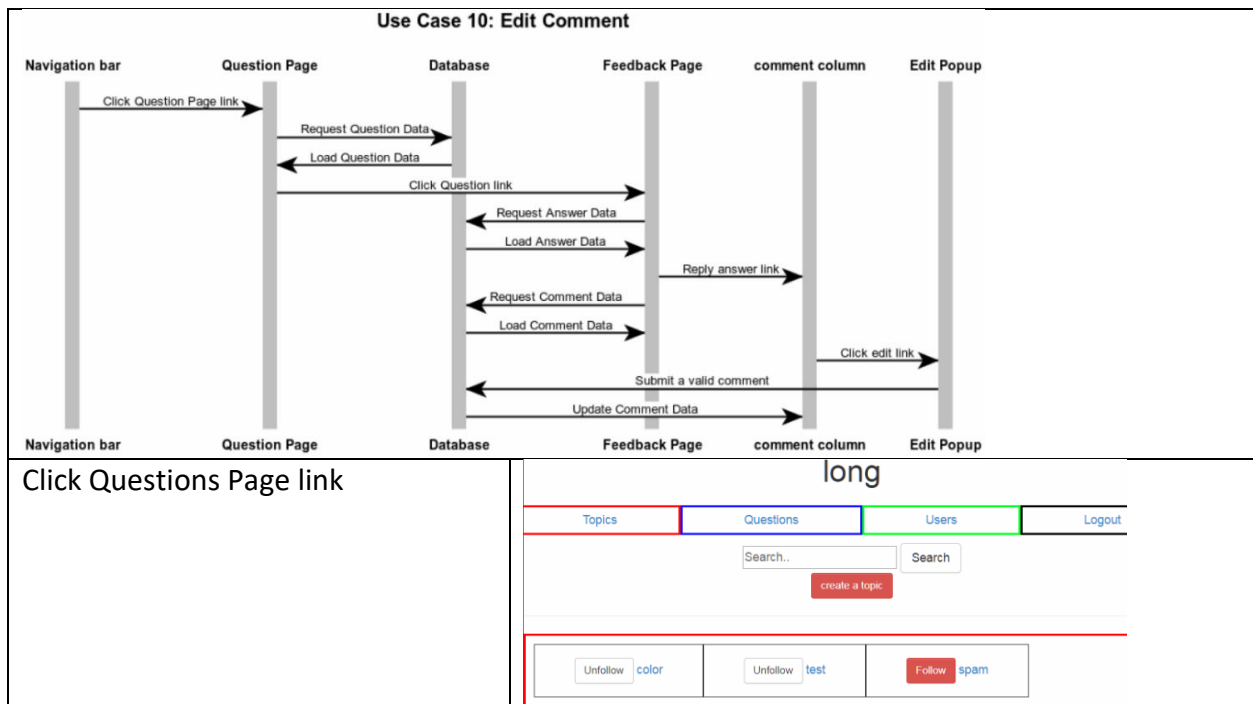 Use Case 10: Edit Comment
Navigation bar Question Page Database Feedback Page comment column Edit Popup
Click Question Page link
Request Question Data
Load Question Data
Click Question link
Request Answer Data
Load Answer Data
Reply answer link
Request Comment Data
Load Comment Data
Click edit link
Submit a valid comment
Update Comment Data
Navigation bar Question Page Database Feedback Page comment column Edit Popup
Click Questions Page link
long
Topics Questions Users Logout
Search.. Search
create a topic
Unfollow color Unfollow test Follow spam